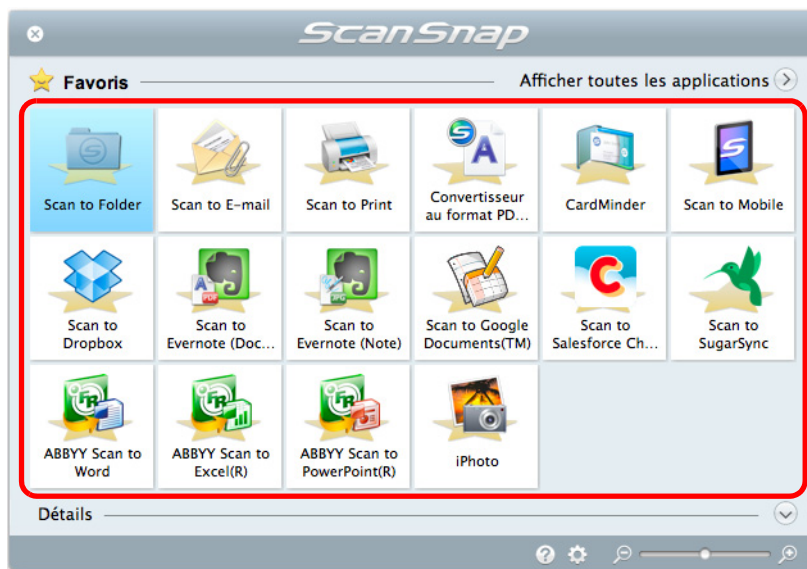 ScanSnap
Favoris
Afficher toutes les applications
Scan to Folder
Scan to E-mail
Scan to Print
Convertisseur
au format PD...
CardMinder
Scan to Mobile
Scan to
Dropbox
Scan to
Evernote (Doc...
Scan to
Evernote (Note)
Scan to Google
Documents(TM)
Scan to
Salesforce Ch...
Scan to
SugarSync
ABBYY Scan to
Word
ABBYY Scan to
Excel(R)
ABBYY Scan to
PowerPoint(R)
iPhoto
Détails